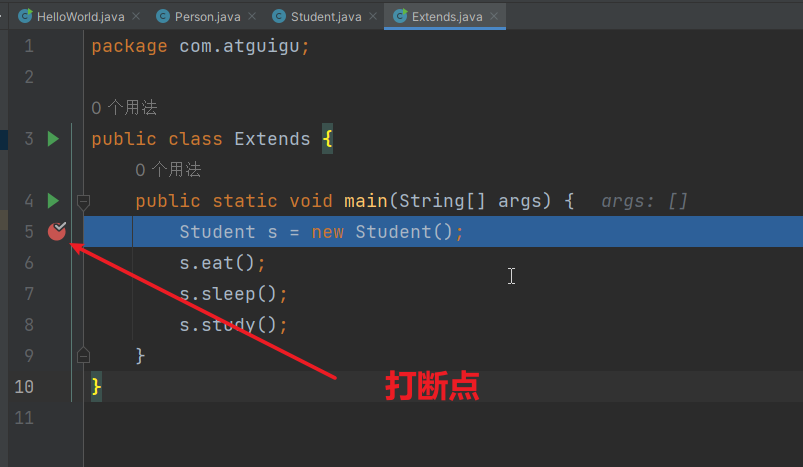 HelloWorld.java Person.java Student.java Extends.java
1 package com.atguigu;
2
0 个用法
3 public class Extends {
0 个用法
4 public static void main(String[] args) { args: []
5 Student s = new Student();
6 s.eat();
7 s.sleep();
8 s.study();
9 }
打断点
10 }
11